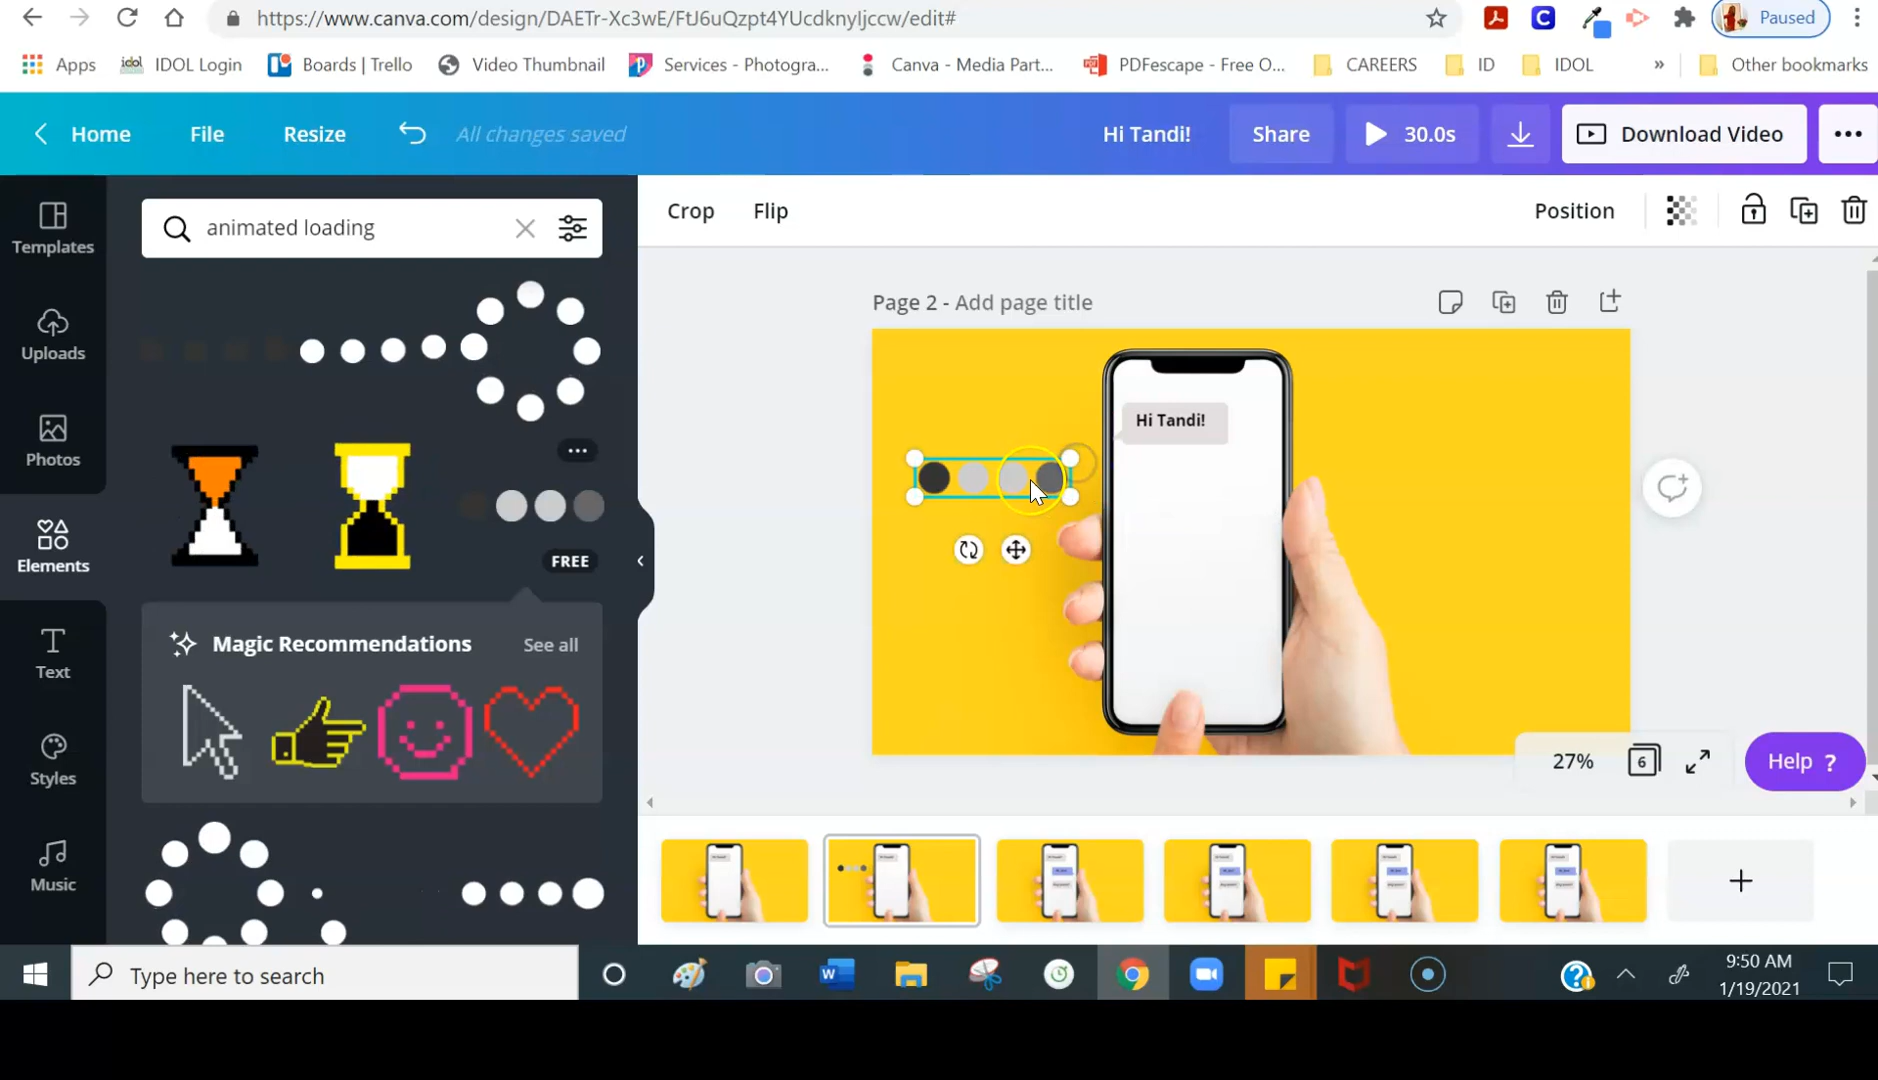 https://www.canva.com/design/DAETr-Xc3wE/FtJ6uQzpt4YUcdknyljccw/edit#
Paused
Apps
idol IDOL Login
Boards | Trello
Video Thumbnail
Services - Photogra...
Canva - Media Part...
PDFescape - Free O...
CAREERS
ID
IDOL
»
Other bookmarks
Home
File
Resize
All changes saved
Hi Tandi!
Share
30.0s
Download Video
Templates
Uploads
Photos
Elements
Text
Styles
Music
animated loading
FREE
Magic Recommendations
See all
Crop
Flip
Position
Page 2 - Add page title
Hi Tandi!
27%
6
Help ?
Type here to search
9:50 AM
1/19/2021